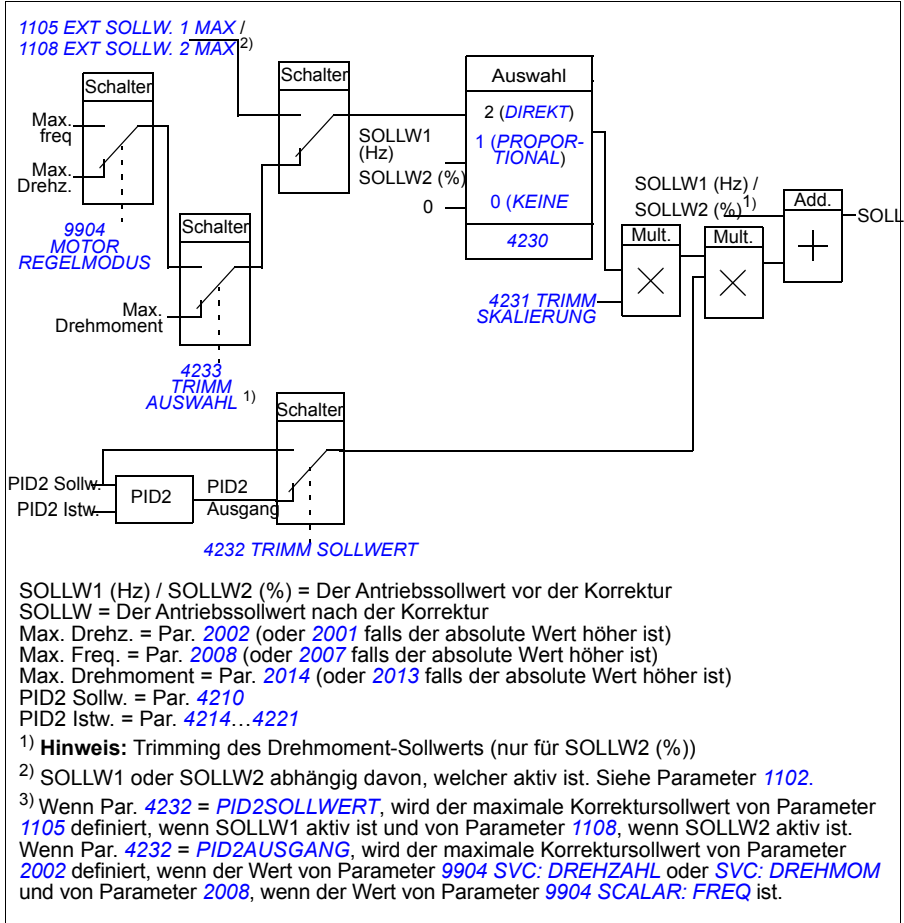 1105 EXT SOLLW. 1 MAX /
1108 EXT SOLLW. 2 MAX 2)
Schalter
Max.
freq
Max.
Drehz.
9904
MOTOR
REGELMODUS
Schalter
Max.
Drehmoment
4233
TRIMM
AUSWAHL 1)
Schalter
SOLLW1
(Hz)
SOLLW2 (%)
0
Auswahl
2 (DIREKT)
1 (PROPOR-
TIONAL)
0 (KEINE
4230
4231 TRIMM
SKALIERUNG
Mult.
SOLLW1 (Hz) /
SOLLW2 (%) 1)
Mult.
Add.
SOLL
PID2 Sollw.
PID2 Istw.
PID2
PID2
Ausgang
Schalter
4232 TRIMM SOLLWERT
SOLLW1 (Hz) / SOLLW2 (%) = Der Antriebssollwert vor der Korrektur
SOLLW = Der Antriebssollwert nach der Korrektur
Max. Drehz. = Par. 2002 (oder 2001 falls der absolute Wert höher ist)
Max. Freq. = Par. 2008 (oder 2007 falls der absolute Wert höher ist)
Max. Drehmoment = Par. 2014 (oder 2013 falls der absolute Wert höher ist)
PID2 Sollw. = Par. 4210
PID2 Istw. = Par. 4214…4221
1) Hinweis: Trimming des Drehmoment-Sollwerts (nur für SOLLW2 (%))
2) SOLLW1 oder SOLLW2 abhängig davon, welcher aktiv ist. Siehe Parameter 1102.
3) Wenn Par. 4232 = PID2SOLLWERT, wird der maximale Korrektursollwert von Parameter
1105 definiert, wenn SOLLW1 aktiv ist und von Parameter 1108, wenn SOLLW2 aktiv ist.
Wenn Par. 4232 = PID2AUSGANG, wird der maximale Korrektursollwert von Parameter
2002 definiert, wenn der Wert von Parameter 9904 SVC: DREHZAHL oder SVC: DREHMOM
und von Parameter 2008, wenn der Wert von Parameter 9904 SCALAR: FREQ ist.